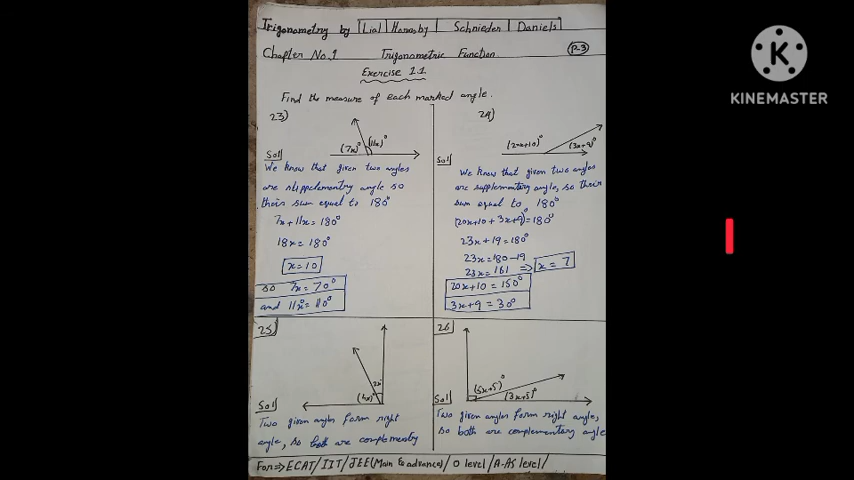 Trigonometry by Lial Hornsby Schnieder Daniels
Chapter No.1 Trigonometric Function P-3
Exercise 1.1
Find the measure of each marked angle.
23)
(7x)° (11x)°
Sol
We know that given two angles
are supplementry angle so
their sum equal to 180°
7x+11x=180°
18x=180°
x=10
so 7x=70°
and 11x=110°
24)
(20x+10)° (3x+9)°
Sol
We know that given two angles
are supplementary angle, so their
sum equal to 180°
(20x+10+3x+9)°=180°
23x+19=180°
23x=180-19
23x=161 => x=7
20x+10=150°
3x+9=30°
25)
2x°
(4x)°
Sol
Two given angles form right
angle, so both are complementry
26
(5x+5)°
(3x+5)°
Sol
Two given angles form right angle,
so both are complementary angle
For=>ECAT/IIT/JEE(Main & advance)/O level/A-AS level/
KINEMASTER